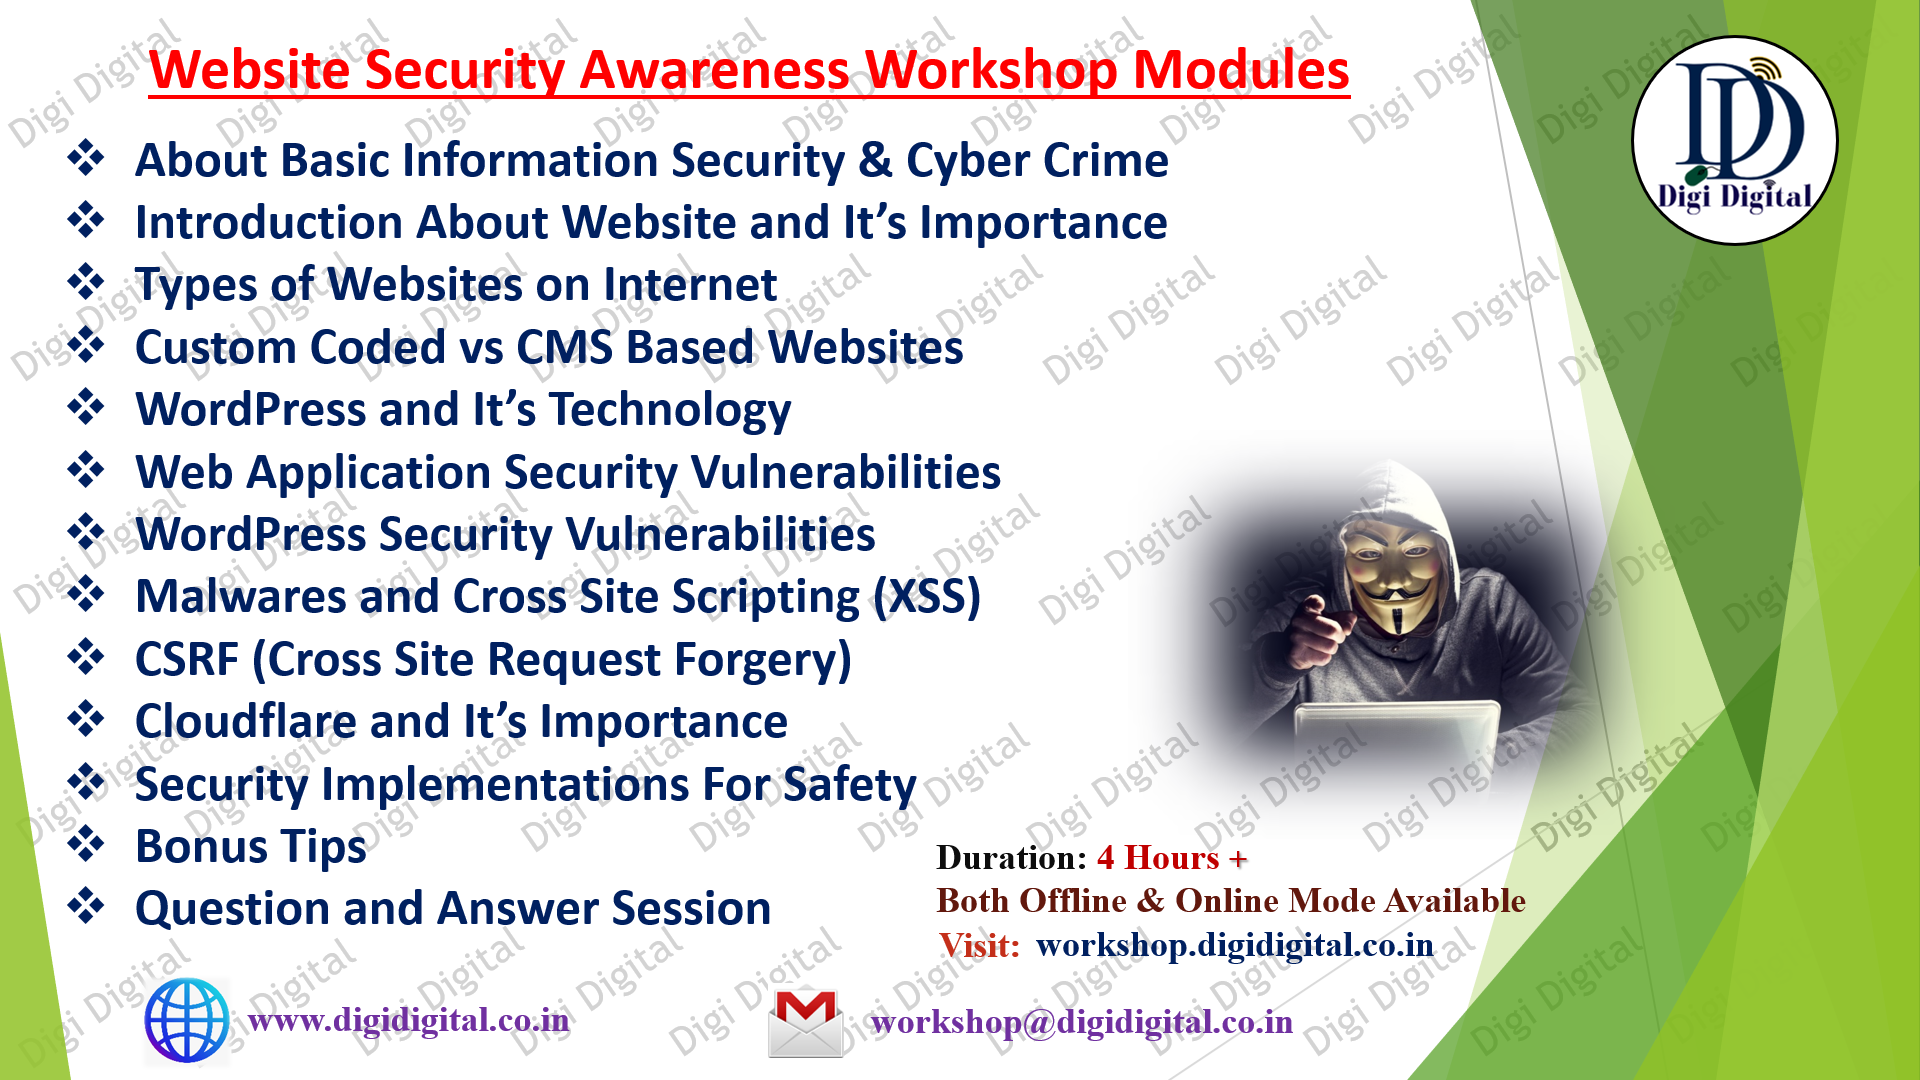 Website Security Awareness Workshop Modules
DD
Digi Digital
❖ About Basic Information Security & Cyber Crime
❖ Introduction About Website and It’s Importance
❖ Types of Websites on Internet
❖ Custom Coded vs CMS Based Websites
❖ WordPress and It’s Technology
❖ Web Application Security Vulnerabilities
❖ WordPress Security Vulnerabilities
❖ Malwares and Cross Site Scripting (XSS)
❖ CSRF (Cross Site Request Forgery)
❖ Cloudflare and It’s Importance
❖ Security Implementations For Safety
❖ Bonus Tips
❖ Question and Answer Session
Duration: 4 Hours +
Both Offline & Online Mode Available
Visit: workshop.digidigital.co.in
www.digidigital.co.in
workshop@digidigital.co.in